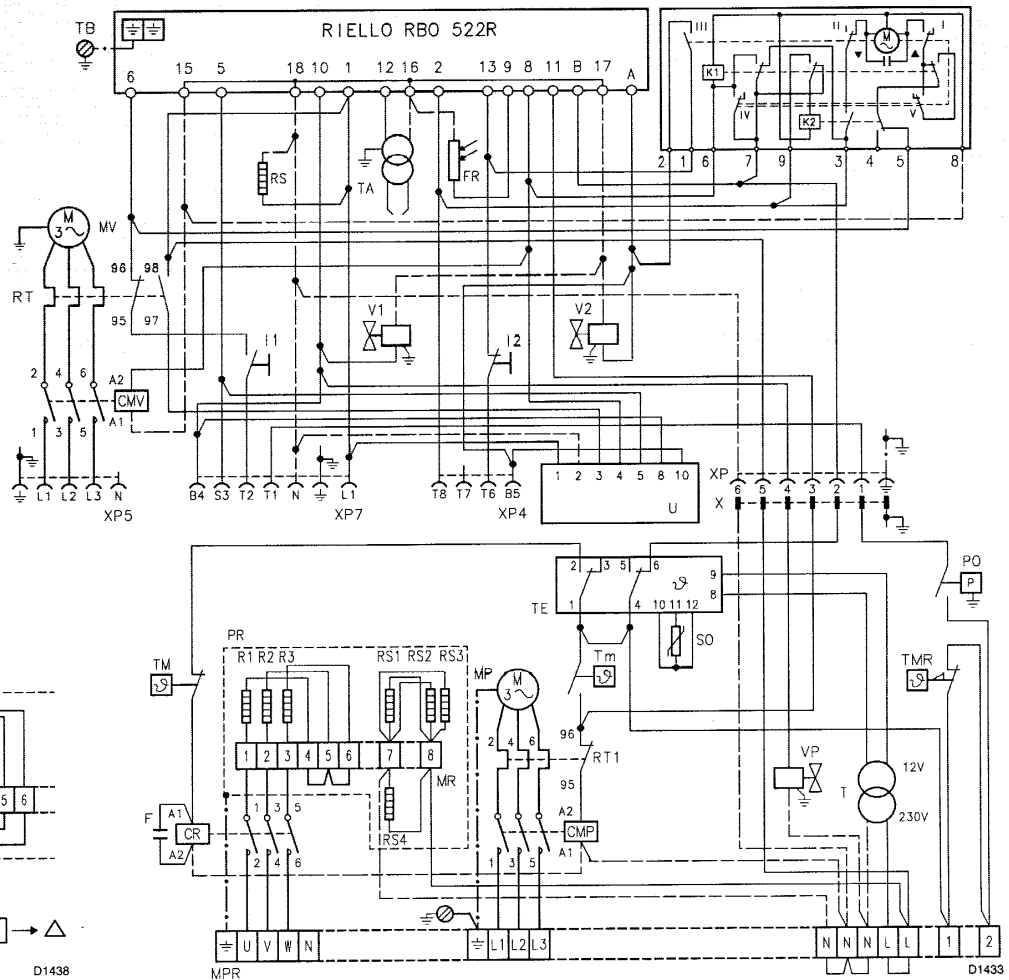 RIELLO RBO 522R
TB
6 15 5 18 10 1 12 16 2 13 9 8 11 B 17 A
III II M I
K1
IV K2 V
2 1 6 7 9 3 4 5 8
RS TA FR
M 3~ MV
96 98
RT
95 97
V1 V2
I1 I2
2 4 6 A2
CMV
1 3 5 A1
L1 L2 L3 N
XP5
B4 S3 T2 T1 N L1
XP7
T8 T7 T6 B5
XP4
1 2 3 4 5 8 10
U
XP 6 5 4 3 2 1
X
2 3 5 6 ϑ 9
8
TE 1 4 10 11 12
SO
PO
P
PR
R1 R2 R3 RS1 RS2 RS3
MP M 3~
Tm
ϑ
TM
ϑ
TMR
ϑ
2 4 6
96
RT1
95
1 2 3 4 5 6 7 8
MR
RS4
VP
12V
T
230V
5 6
F A1
CR
A2
1 3 5
2 4 6
A2
CMP
A1
1 3 5
U V W N
MPR
L1 L2 L3
N N N L L 1 2
D1438
D1433